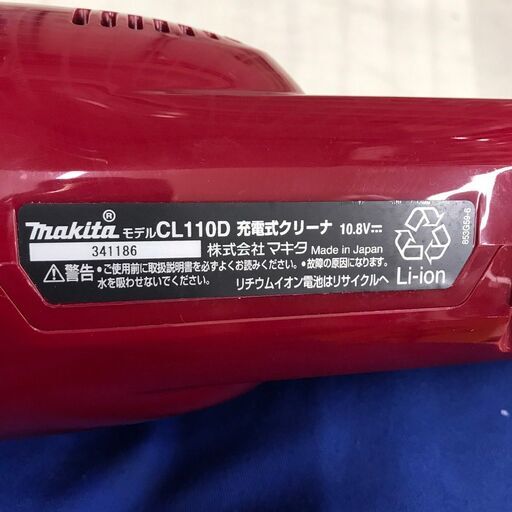 makita® モデルCL110D 充電式クリーナ 10.8V⎓
341186 株式会社マキタ Made in Japan
⚠警告 •ご使用前に取扱説明書を必ずよくお読みください。•故障の原因になります。
水を吸わせないでください。 リチウムイオン電池はリサイクルへ
Li-ion
853G59-6